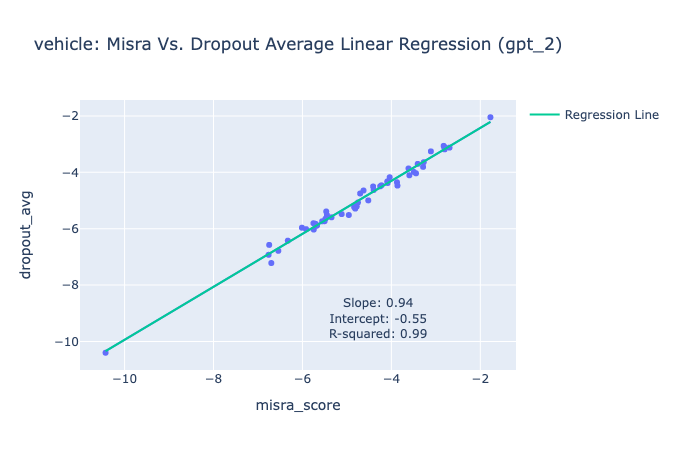 vehicle: Misra Vs. Dropout Average Linear Regression (gpt_2)
Regression Line
−2
−4
−6
−8
−10
dropout_avg
Slope: 0.94
Intercept: -0.55
R-squared: 0.99
−10
−8
−6
−4
−2
misra_score